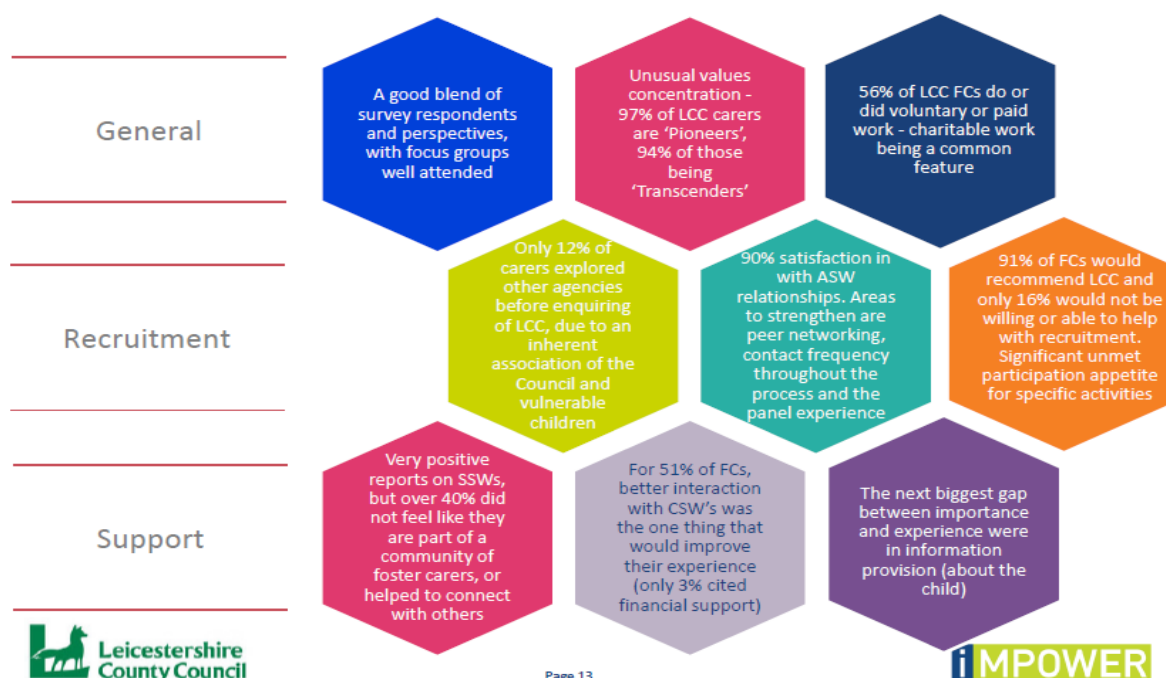 General
A good blend of
survey respondents
and perspectives,
with focus groups
well attended
Unusual values
concentration -
97% of LCC carers
are ‘Pioneers’,
94% of those
being
‘Transcenders’
56% of LCC FCs do or
did voluntary or paid
work - charitable work
being a common
feature
Recruitment
Only 12% of
carers explored
other agencies
before enquiring
of LCC, due to an
inherent
association of the
Council and
vulnerable
children
90% satisfaction in
with ASW
relationships. Areas
to strengthen are
peer networking,
contact frequency
throughout the
process and the
panel experience
91% of FCs would
recommend LCC and
only 16% would not be
willing or able to help
with recruitment.
Significant unmet
participation appetite
for specific activities
Support
Very positive
reports on SSWs,
but over 40% did
not feel like they
are part of a
community of
foster carers, or
helped to connect
with others
For 51% of FCs,
better interaction
with CSW’s was
the one thing that
would improve
their experience
(only 3% cited
financial support)
The next biggest gap
between importance
and experience were
in information
provision (about the
child)
Leicestershire
County Council
Page 13
iMPOWER